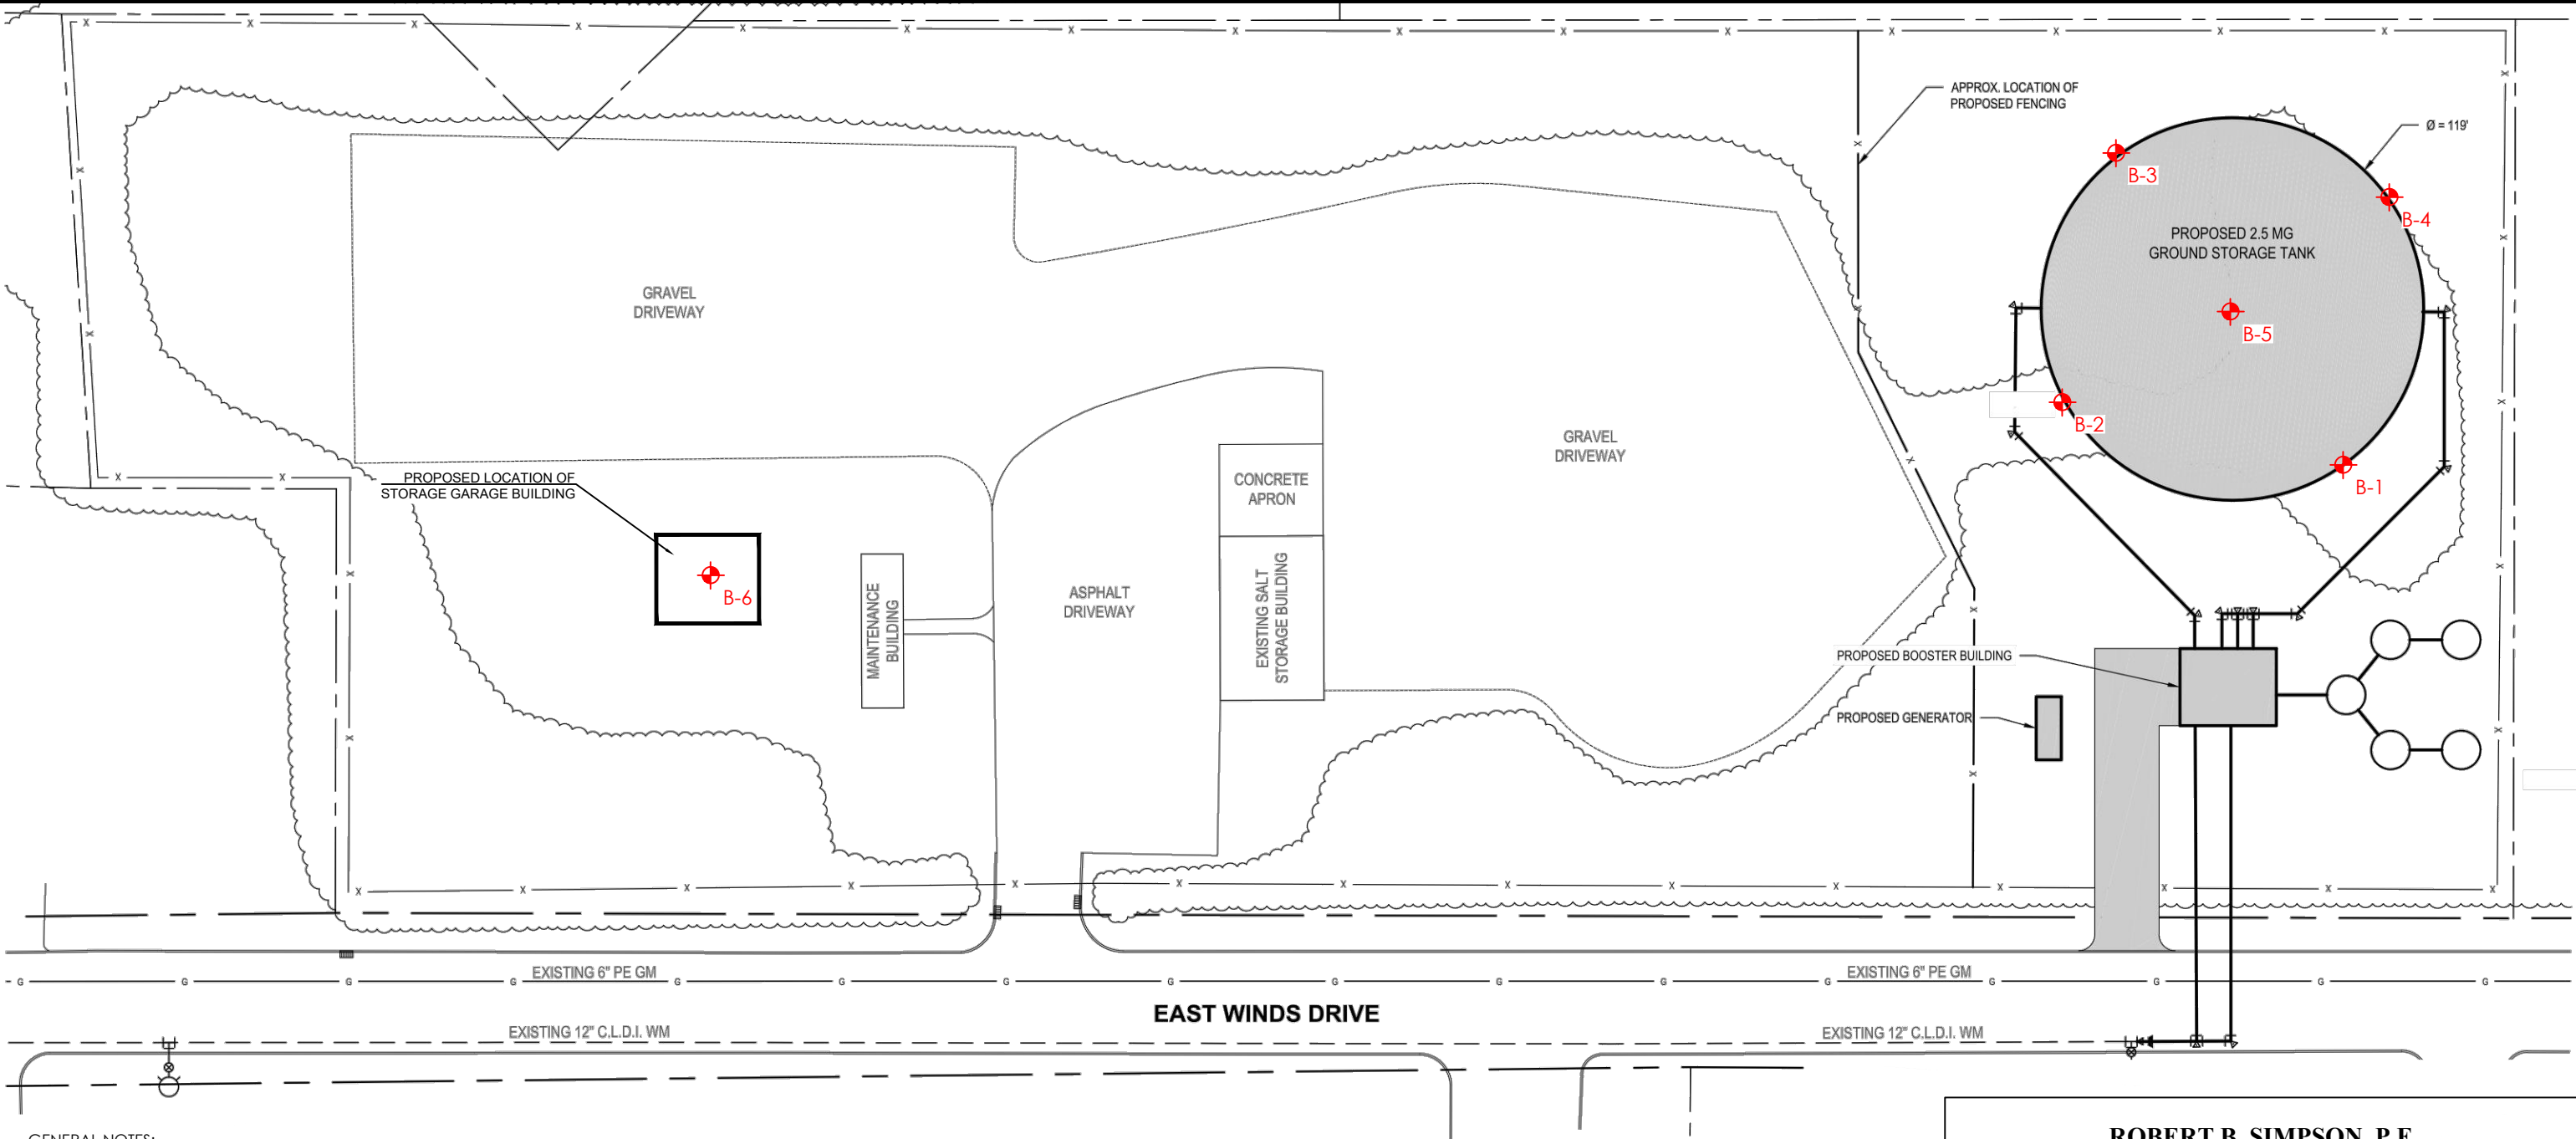 APPROX. LOCATION OF
PROPOSED FENCING
Ø = 119'
B-3
B-4
PROPOSED 2.5 MG
GROUND STORAGE TANK
GRAVEL
DRIVEWAY
B-5
B-2
GRAVEL
DRIVEWAY
CONCRETE
APRON
PROPOSED LOCATION OF
STORAGE GARAGE BUILDING
B-1
B-6
MAINTENANCE
BUILDING
ASPHALT
DRIVEWAY
EXISTING SALT
STORAGE BUILDING
PROPOSED BOOSTER BUILDING
PROPOSED GENERATOR
EXISTING 6" PE GM
EXISTING 6" PE GM
EAST WINDS DRIVE
EXISTING 12" C.L.D.I. WM
EXISTING 12" C.L.D.I. WM
GENERAL NOTES:
ROBERT B. SIMPSON, P.E.